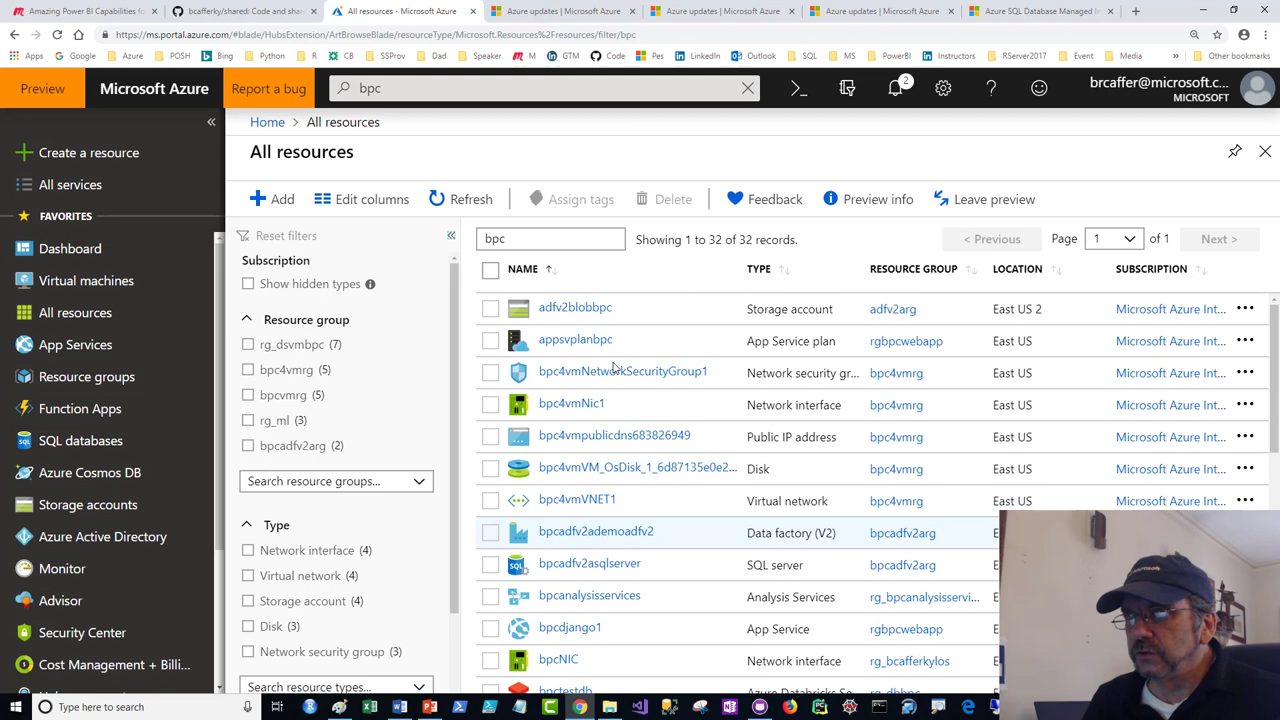 Amazing Power BI Capabilities for
bcafferky/shared: Code and shar
All resources - Microsoft Azure
Azure updates | Microsoft Azure
Azure updates | Microsoft Azure
Azure updates | Microsoft Azure
Azure SQL Database Managed In
https://ms.portal.azure.com/#blade/HubsExtension/ArtBrowseBlade/resourceType/Microsoft.Resources%2Fresources/filter/bpc
Apps Azure POSH Bing Python R CC SSProv Dad Speaker M GTM Code Pes LinkedIn Outlook SQL MS PowerBI Instructors RServer2017 Event Media Other bookmarks
Preview Microsoft Azure Report a bug bpc 2 brcaffer@microsoft.c...
MICROSOFT
Home > All resources
All resources
Create a resource
All services
FAVORITES
Dashboard
Virtual machines
All resources
App Services
Resource groups
Function Apps
SQL databases
Azure Cosmos DB
Storage accounts
Azure Active Directory
Monitor
Advisor
Security Center
Cost Management + Billi...
Add Edit columns Refresh Assign tags Delete Feedback Preview info Leave preview
Reset filters
Subscription
Show hidden types
Resource group
rg_dsvmbpc (7)
bpc4vmrg (5)
bpcvmrg (5)
rg_ml (3)
bpcadfv2arg (2)
Search resource groups...
Type
Network interface (4)
Virtual network (4)
Storage account (4)
Disk (3)
Network security group (3)
Search resource types...
bpc Showing 1 to 32 of 32 records. < Previous Page 1 of 1 Next >
NAME TYPE RESOURCE GROUP LOCATION SUBSCRIPTION
adfv2blobbpc Storage account adfv2arg East US 2 Microsoft Azure Int...
appsvplanbpc App Service plan rgbpcwebapp East US Microsoft Azure Int...
bpc4vmNetworkSecurityGroup1 Network security gr... bpc4vmrg East US Microsoft Azure Int...
bpc4vmNic1 Network interface bpc4vmrg East US Microsoft Azure Int...
bpc4vmpublicdns683826949 Public IP address bpc4vmrg East US Microsoft Azure Int...
bpc4vmVM_OsDisk_1_6d87135e0e2... Disk bpc4vmrg East US Microsoft Azure Int...
bpc4vmVNET1 Virtual network bpc4vmrg East US Microsoft Azure Int...
bpcadfv2ademoadfv2 Data factory (V2) bpcadfv2arg
bpcadfv2asqlserver SQL server bpcadfv2arg
bpcanalysisservices Analysis Services rg_bpcanalysisservi...
bpcdjango1 App Service rgbpcwebapp
bpcNIC Network interface rg_bcafferkylos
bpctestdb Azure Databricks Se... rg_dbbpc
Type here to search